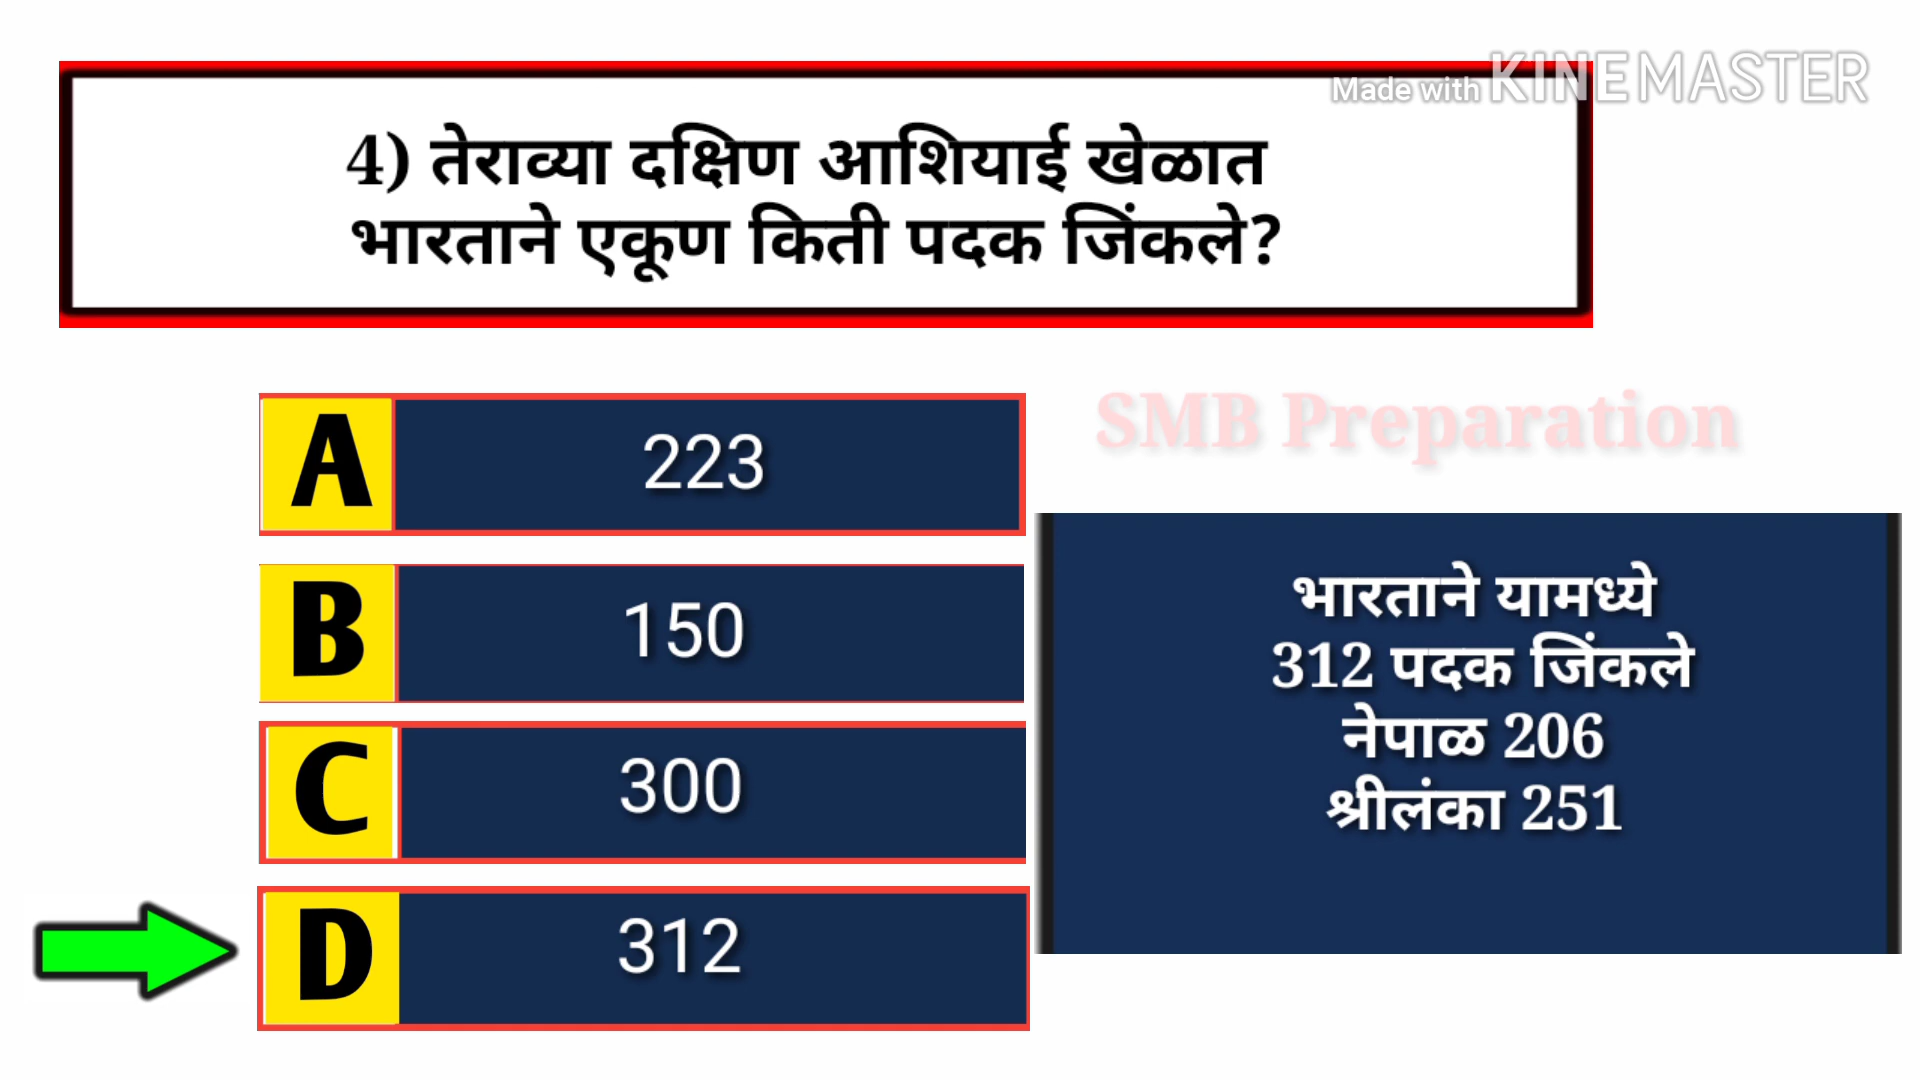 Made with KINEMASTER
4) तेराव्या दक्षिण आशियाई खेळात
भारताने एकूण किती पदक जिंकले?
SMB Preparation
A 223
B 150
C 300
D 312
भारताने यामध्ये
312 पदक जिंकले
नेपाळ 206
श्रीलंका 251